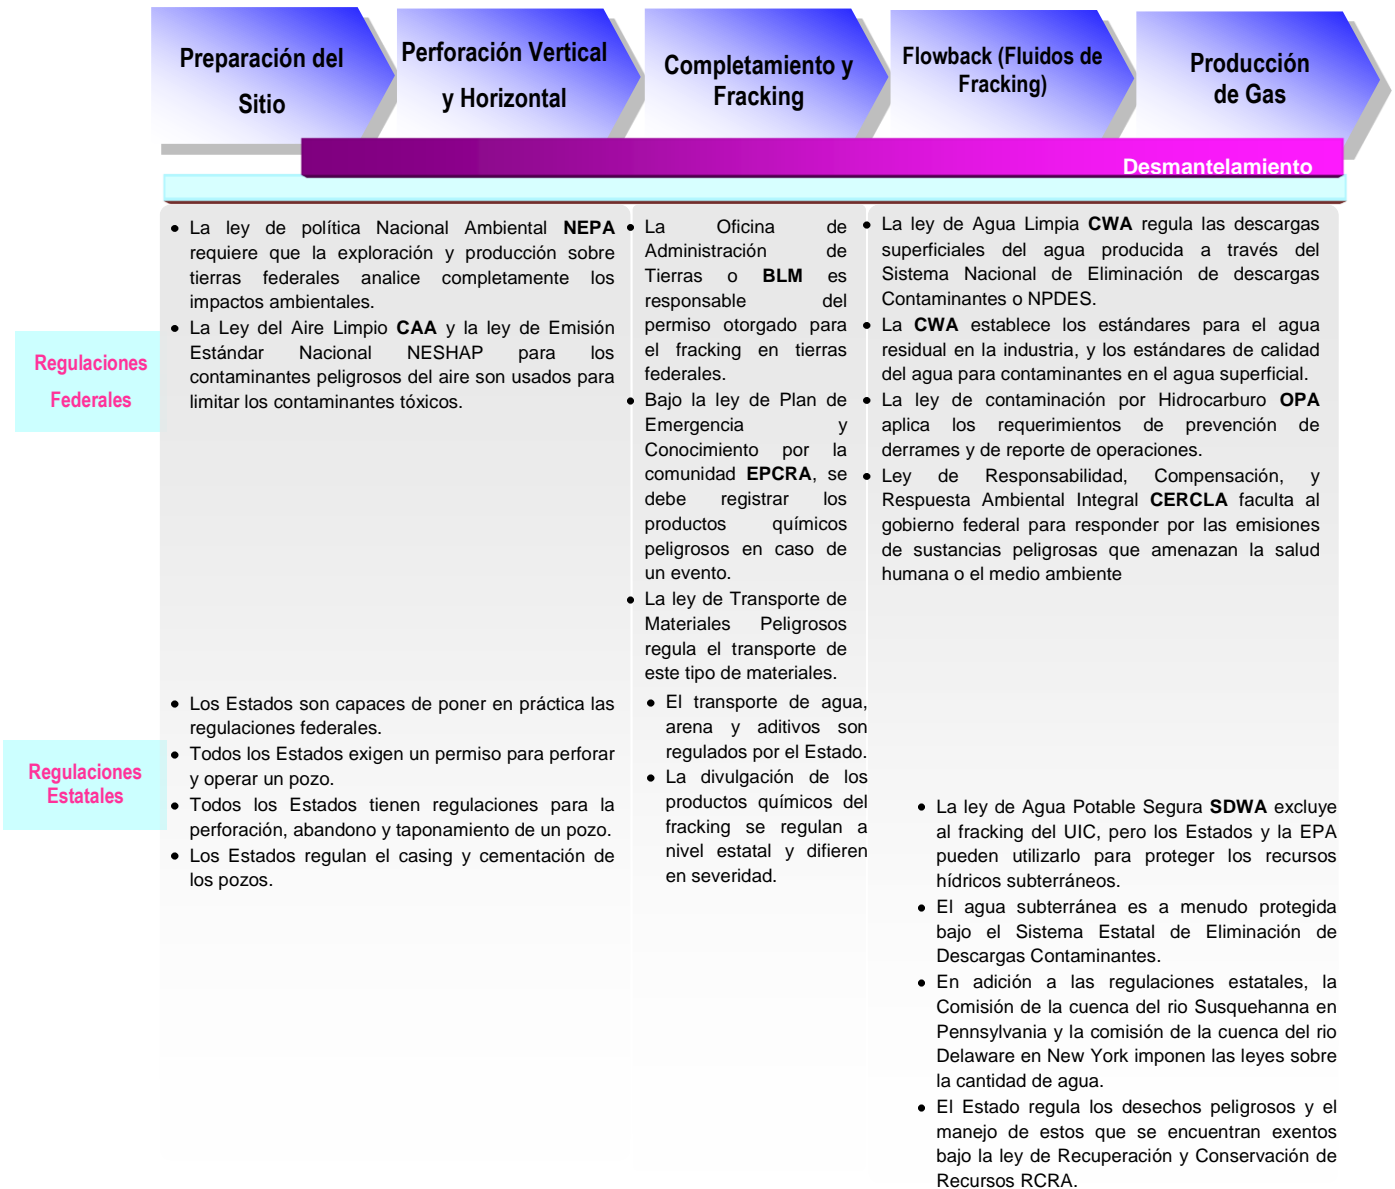 Preparación del
Sitio
Perforación Vertical
y Horizontal
Completamiento y
Fracking
Flowback (Fluidos de
Fracking)
Producción
de Gas
Desmantelamiento
Regulaciones
Federales
• La ley de política Nacional Ambiental NEPA
requiere que la exploración y producción sobre
tierras federales analice completamente los
impactos ambientales.
• La Ley del Aire Limpio CAA y la ley de Emisión
Estándar Nacional NESHAP para los
contaminantes peligrosos del aire son usados para
limitar los contaminantes tóxicos.
• La Oficina de
Administración de
Tierras o BLM es
responsable del
permiso otorgado para
el fracking en tierras
federales.
• Bajo la ley de Plan de
Emergencia y
Conocimiento por la
comunidad EPCRA, se
debe registrar los
productos químicos
peligrosos en caso de
un evento.
• La ley de Transporte de
Materiales Peligrosos
regula el transporte de
este tipo de materiales.
• La ley de Agua Limpia CWA regula las descargas
superficiales del agua producida a través del
Sistema Nacional de Eliminación de descargas
Contaminantes o NPDES.
• La CWA establece los estándares para el agua
residual en la industria, y los estándares de calidad
del agua para contaminantes en el agua superficial.
• La ley de contaminación por Hidrocarburo OPA
aplica los requerimientos de prevención de
derrames y de reporte de operaciones.
• Ley de Responsabilidad, Compensación, y
Respuesta Ambiental Integral CERCLA faculta al
gobierno federal para responder por las emisiones
de sustancias peligrosas que amenazan la salud
humana o el medio ambiente
Regulaciones
Estatales
• Los Estados son capaces de poner en práctica las
regulaciones federales.
• Todos los Estados exigen un permiso para perforar
y operar un pozo.
• Todos los Estados tienen regulaciones para la
perforación, abandono y taponamiento de un pozo.
• Los Estados regulan el casing y cementación de
los pozos.
• El transporte de agua,
arena y aditivos son
regulados por el Estado.
• La divulgación de los
productos químicos del
fracking se regulan a
nivel estatal y difieren
en severidad.
• La ley de Agua Potable Segura SDWA excluye
al fracking del UIC, pero los Estados y la EPA
pueden utilizarlo para proteger los recursos
hídricos subterráneos.
• El agua subterránea es a menudo protegida
bajo el Sistema Estatal de Eliminación de
Descargas Contaminantes.
• En adición a las regulaciones estatales, la
Comisión de la cuenca del rio Susquehanna en
Pennsylvania y la comisión de la cuenca del rio
Delaware en New York imponen las leyes sobre
la cantidad de agua.
• El Estado regula los desechos peligrosos y el
manejo de estos que se encuentran exentos
bajo la ley de Recuperación y Conservación de
Recursos RCRA.